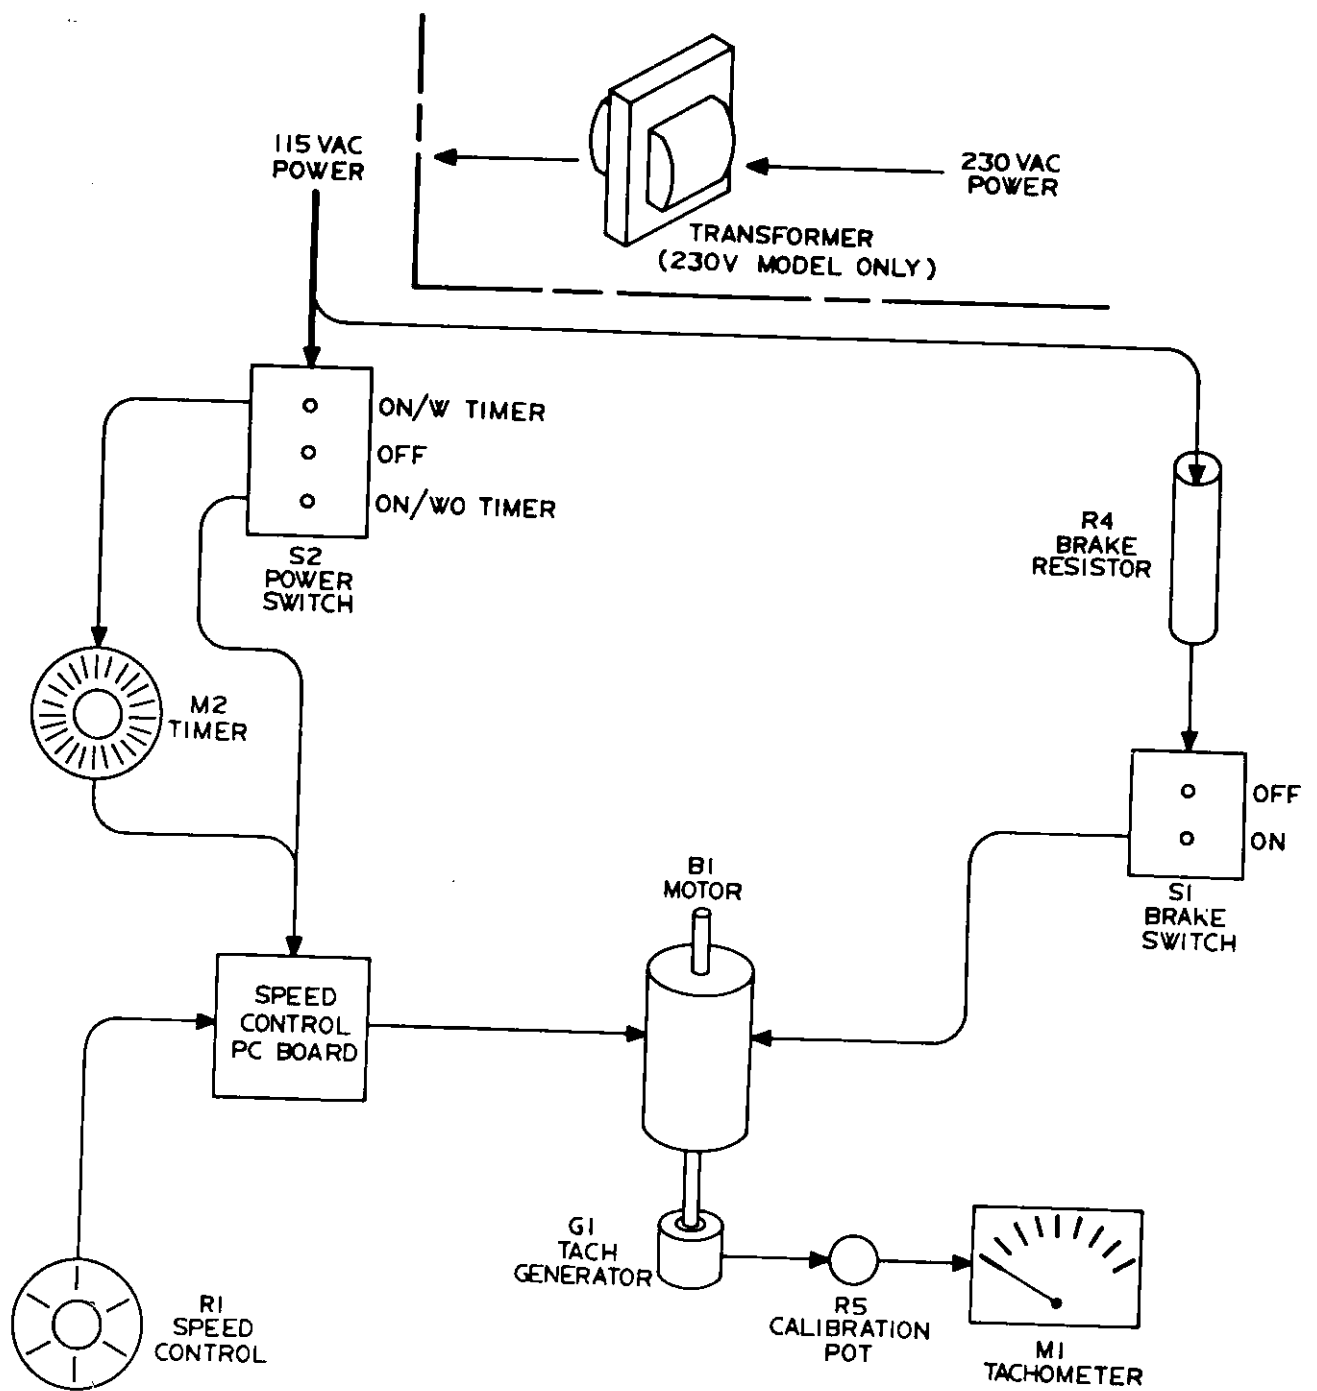 115 VAC
POWER
230 VAC
POWER
TRANSFORMER
(230V MODEL ONLY)
ON/W TIMER
OFF
ON/WO TIMER
S2
POWER
SWITCH
R4
BRAKE
RESISTOR
M2
TIMER
OFF
ON
S1
BRAKE
SWITCH
B1
MOTOR
SPEED
CONTROL
PC BOARD
G1
TACH
GENERATOR
R1
SPEED
CONTROL
R5
CALIBRATION
POT
M1
TACHOMETER